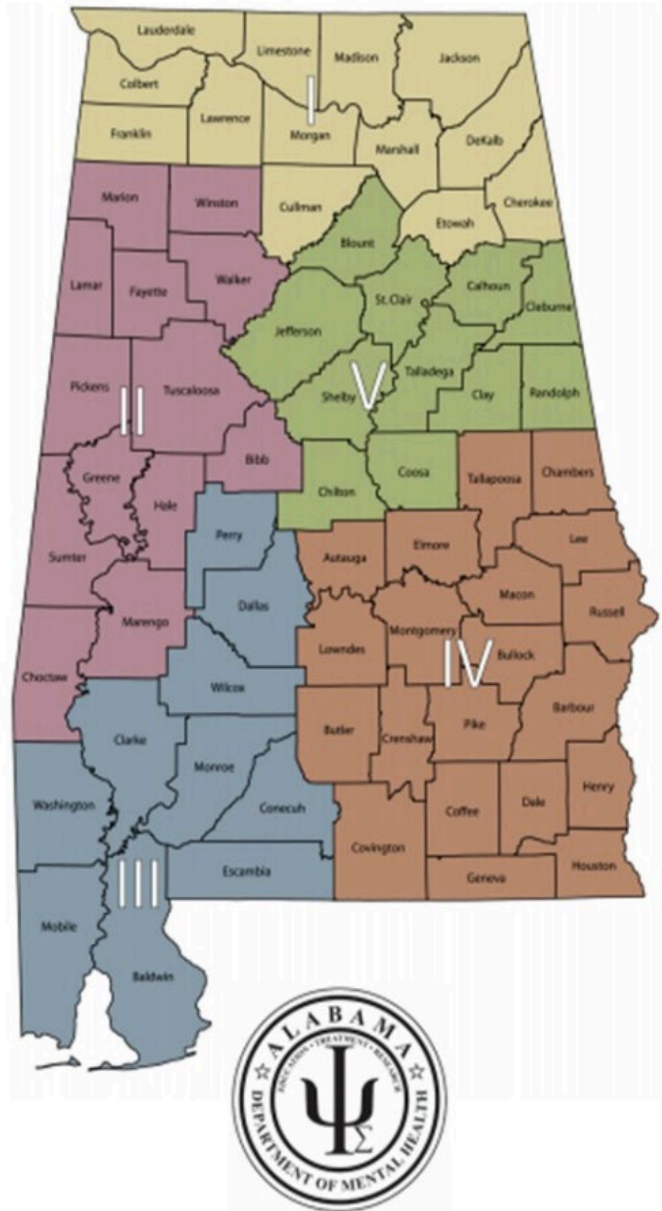 Lauderdale
Limestone
Madison
Jackson
Colbert
Franklin
Lawrence
I
Morgan
Marshall
DeKalb
Cherokee
Cullman
Etowah
Marion
Winston
Blount
Lamar
Fayette
Walker
St. Clair
Calhoun
Cleburne
Jefferson
Pickens
II
Tuscaloosa
Shelby
V
Talladega
Clay
Randolph
Bibb
Greene
Hale
Chilton
Coosa
Tallapoosa
Chambers
Sumter
Perry
Autauga
Elmore
Lee
Marengo
Dallas
Macon
Russell
Choctaw
Lowndes
Montgomery
IV
Bullock
Wilcox
Clarke
Butler
Crenshaw
Pike
Barbour
Monroe
Washington
Conecuh
Coffee
Dale
Henry
Covington
III
Escambia
Geneva
Houston
Mobile
Baldwin
ALABAMA
EDUCATION • TREATMENT • RESEARCH
ΨΣ
DEPARTMENT OF MENTAL HEALTH